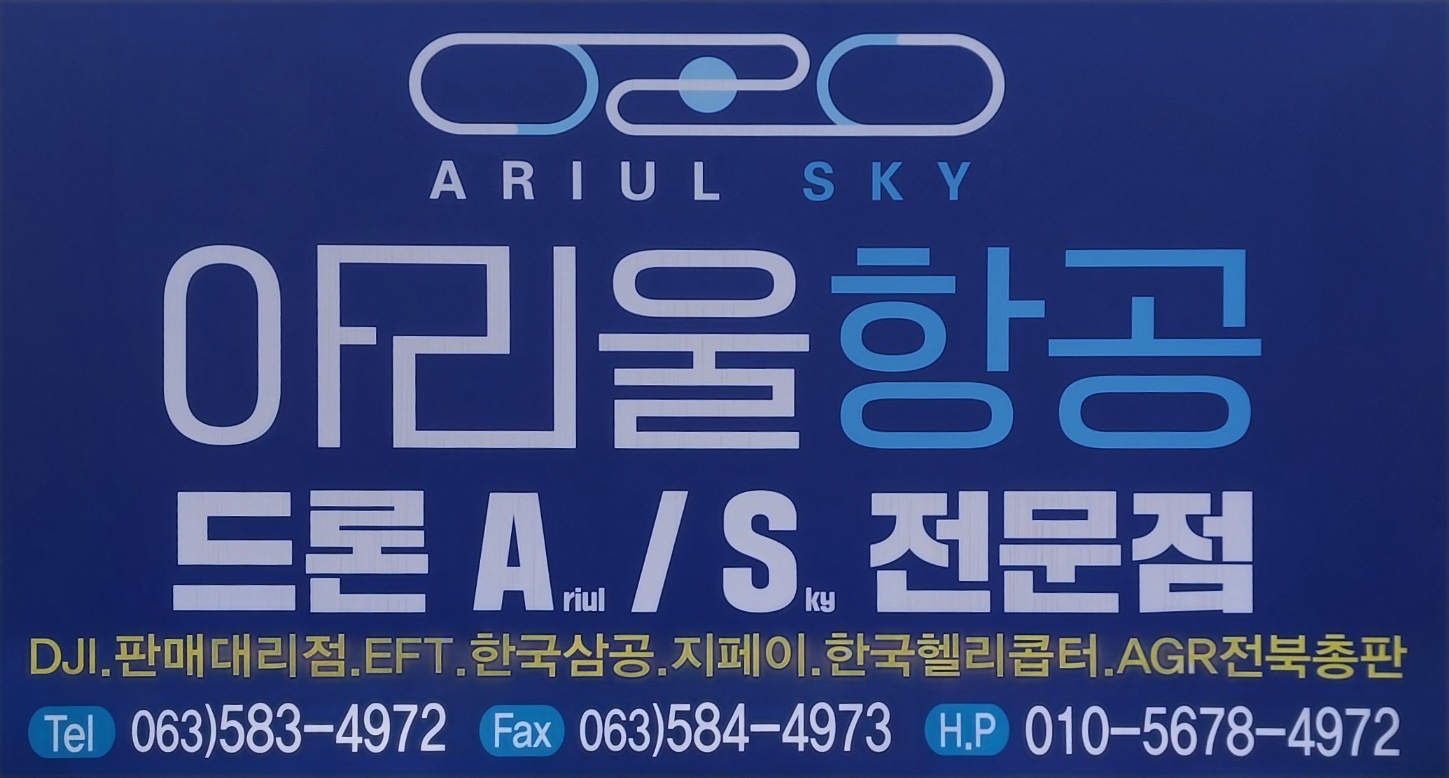 ARIUL SKY
아리울항공
드론 Ariul / Sky 전문점
DJI.판매대리점.EFT.한국삼공.지페이.한국헬리콥터.AGR전북총판
Tel 063)583-4972 Fax 063)584-4973 H.P 010-5678-4972